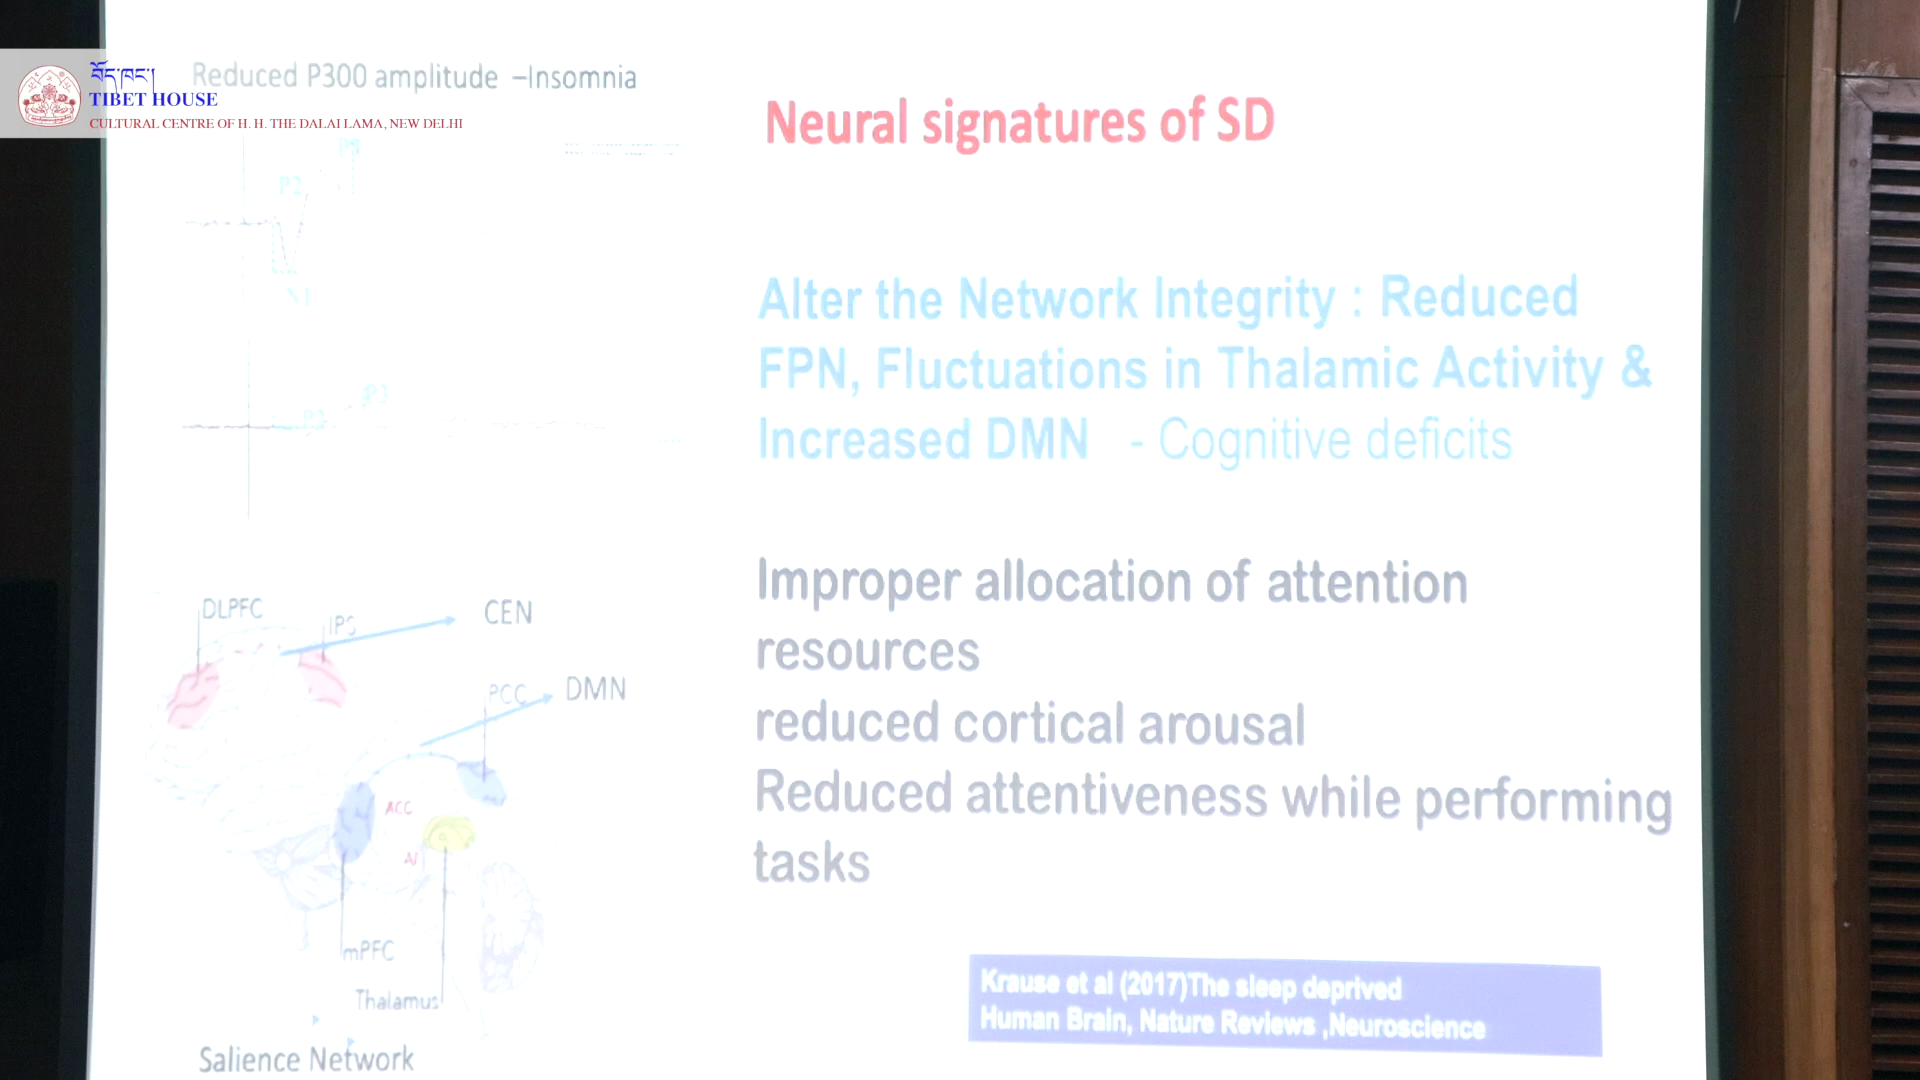 བོད་ཁང་།
TIBET HOUSE
CULTURAL CENTRE OF H. H. THE DALAI LAMA, NEW DELHI
Reduced P300 amplitude –Insomnia
P3
P2
N1
P3
P2
DLPFC
IPS
CEN
PCC
DMN
ACC
AI
mPFC
Thalamus
Salience Network
Neural signatures of SD
Alter the Network Integrity : Reduced
FPN, Fluctuations in Thalamic Activity &
Increased DMN - Cognitive deficits
Improper allocation of attention
resources
reduced cortical arousal
Reduced attentiveness while performing
tasks
Krause et al (2017)The sleep deprived
Human Brain, Nature Reviews ,Neuroscience